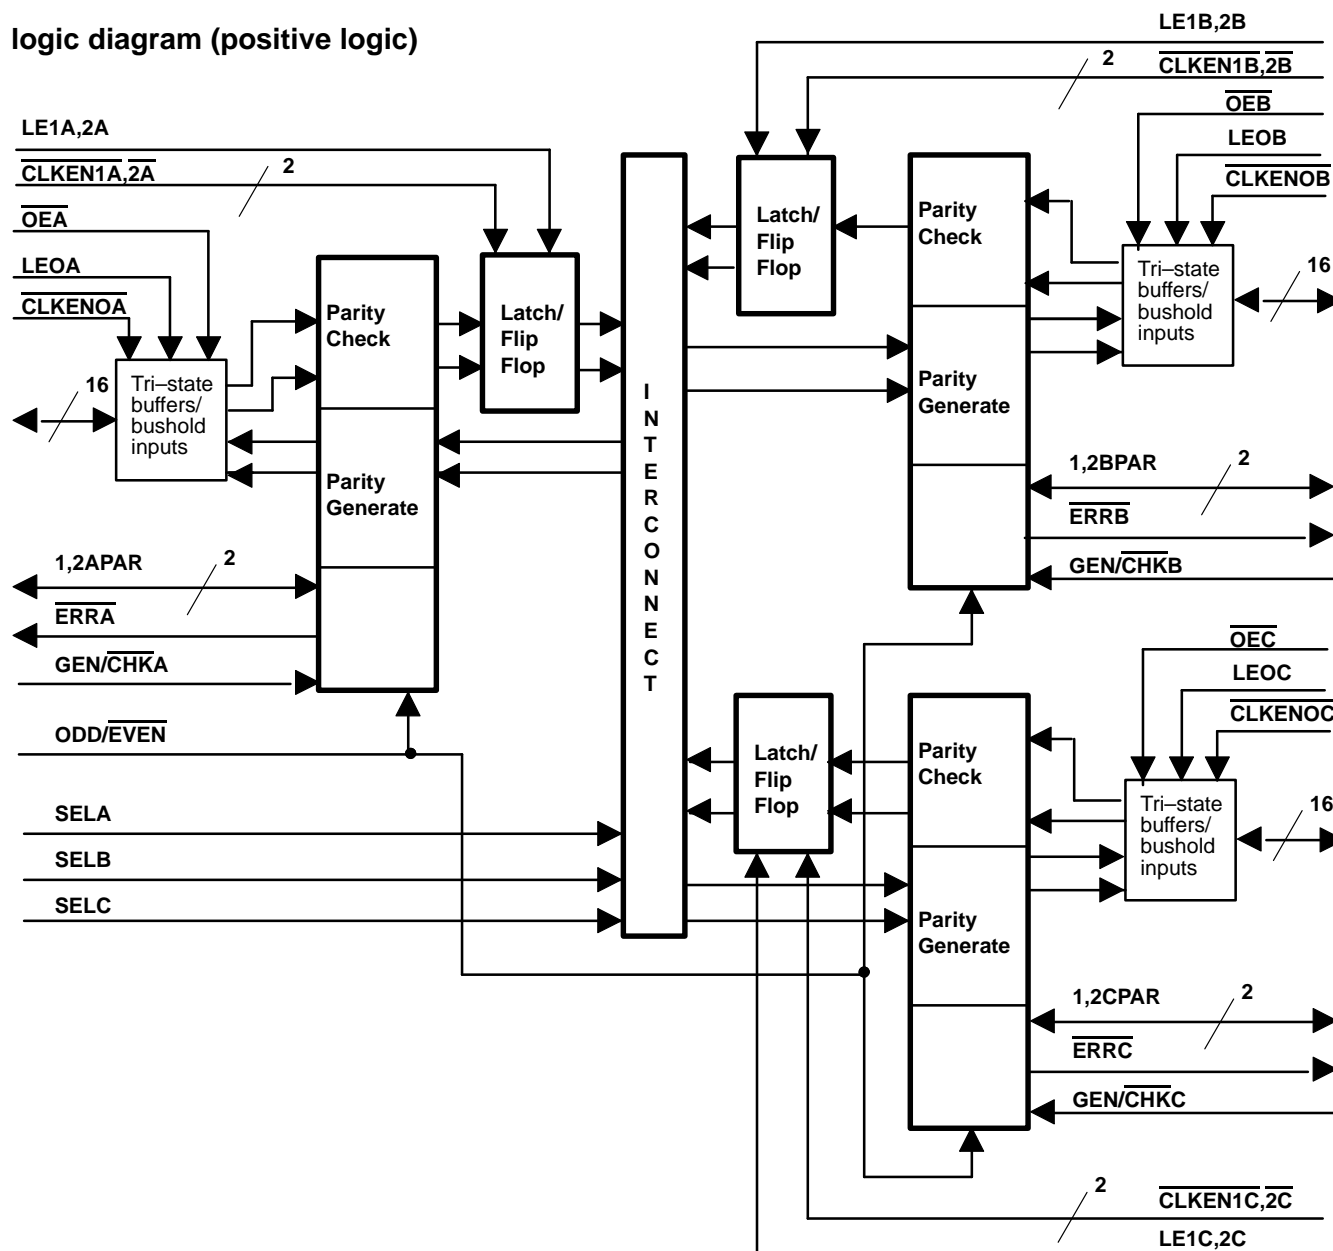 logic diagram (positive logic)
LE1B,2B
2
CLKEN1B,2B
OEB
LEOB
CLKENOB
LE1A,2A
CLKEN1A,2A
2
OEA
LEOA
CLKENOA
Latch/
Flip
Flop
Parity
Check
Tri–state
buffers/
bushold
inputs
16
Parity
Check
Latch/
Flip
Flop
16
Tri–state
buffers/
bushold
inputs
Parity
Generate
INTERCONNECT
Parity
Generate
1,2BPAR
2
ERRB
GEN/CHKB
1,2APAR
2
ERRA
GEN/CHKA
ODD/EVEN
OEC
LEOC
CLKENOC
Latch/
Flip
Flop
Parity
Check
Tri–state
buffers/
bushold
inputs
16
SELA
SELB
SELC
Parity
Generate
1,2CPAR
2
ERRC
GEN/CHKC
2
CLKEN1C,2C
LE1C,2C